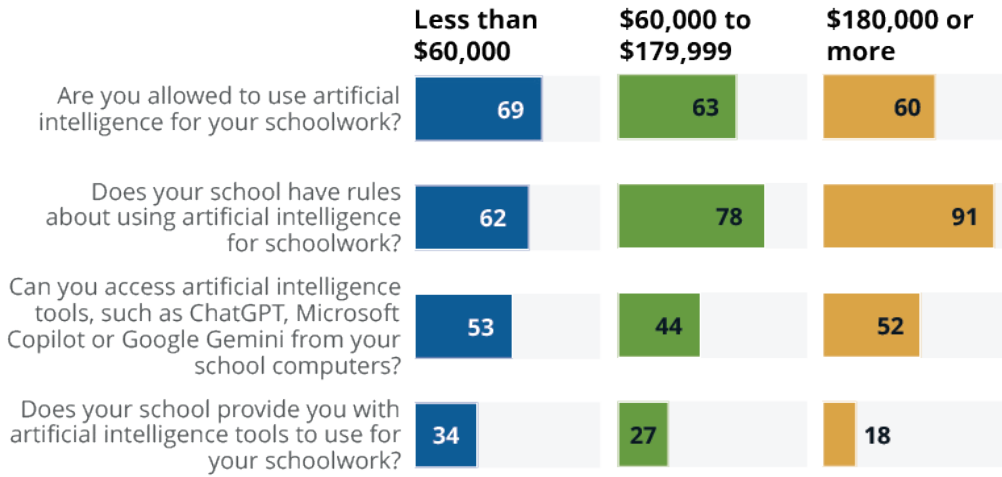 Less than
$60,000
$60,000 to
$179,999
$180,000 or
more
Are you allowed to use artificial
intelligence for your schoolwork?
69
63
60
Does your school have rules
about using artificial intelligence
for schoolwork?
62
78
91
Can you access artificial intelligence
tools, such as ChatGPT, Microsoft
Copilot or Google Gemini from your
school computers?
53
44
52
Does your school provide you with
artificial intelligence tools to use for
your schoolwork?
34
27
18